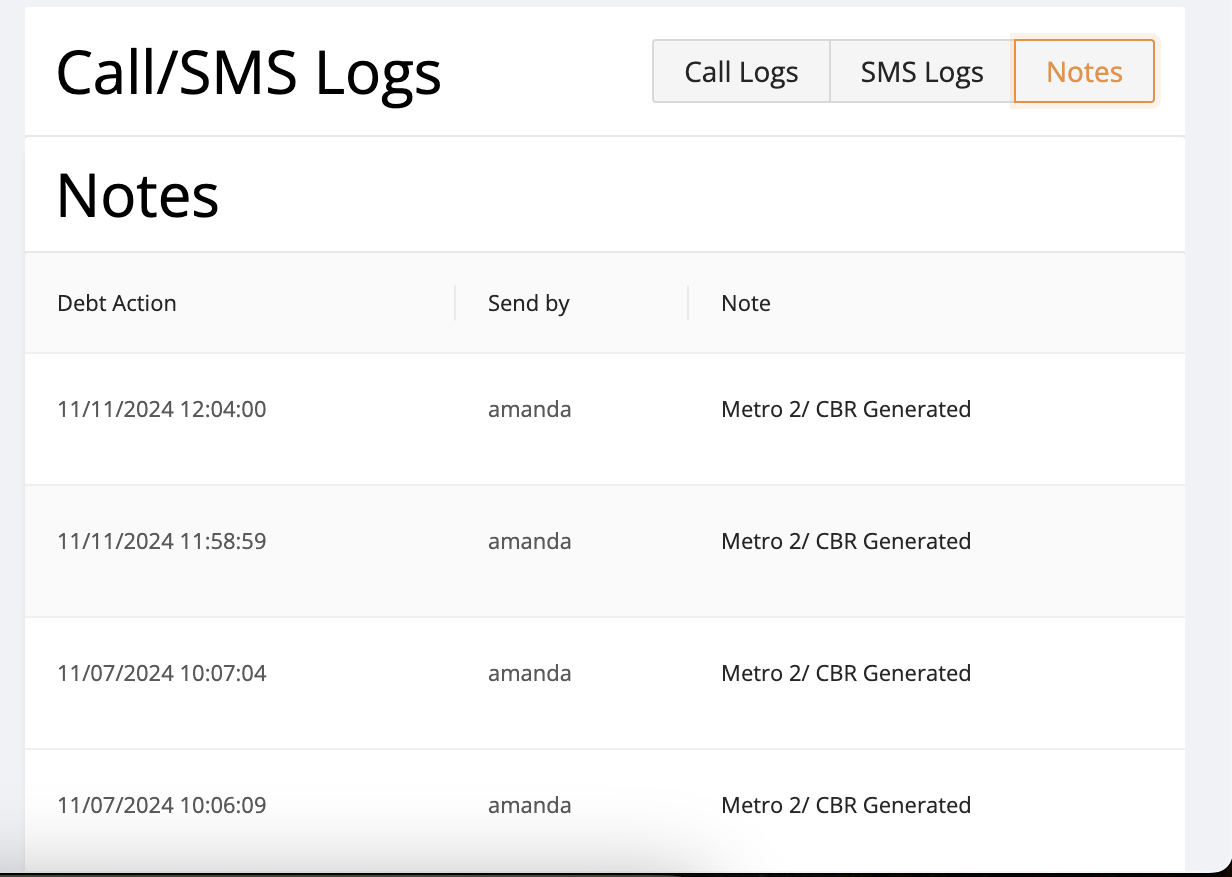 Call/SMS Logs
Call Logs SMS Logs Notes
Notes
Debt Action Send by Note
11/11/2024 12:04:00 amanda Metro 2/ CBR Generated
11/11/2024 11:58:59 amanda Metro 2/ CBR Generated
11/07/2024 10:07:04 amanda Metro 2/ CBR Generated
11/07/2024 10:06:09 amanda Metro 2/ CBR Generated